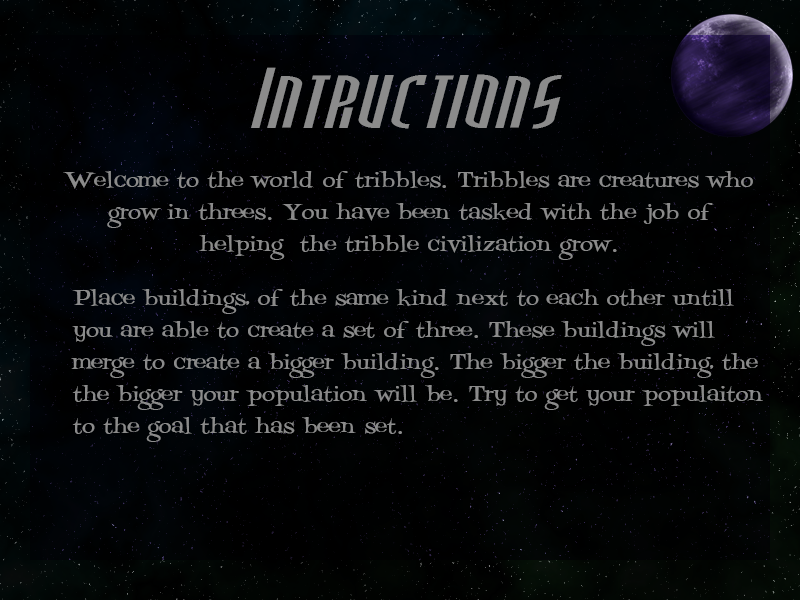 INTRUCTIONS
Welcome to the world of tribbles. Tribbles are creatures who
grow in threes. You have been tasked with the job of
helping the tribble civilization grow.
Place buildings, of the same kind next to each other untill
you are able to create a set of three. These buildings will
merge to create a bigger building. The bigger the building, the
the bigger your population will be. Try to get your populaiton
to the goal that has been set.